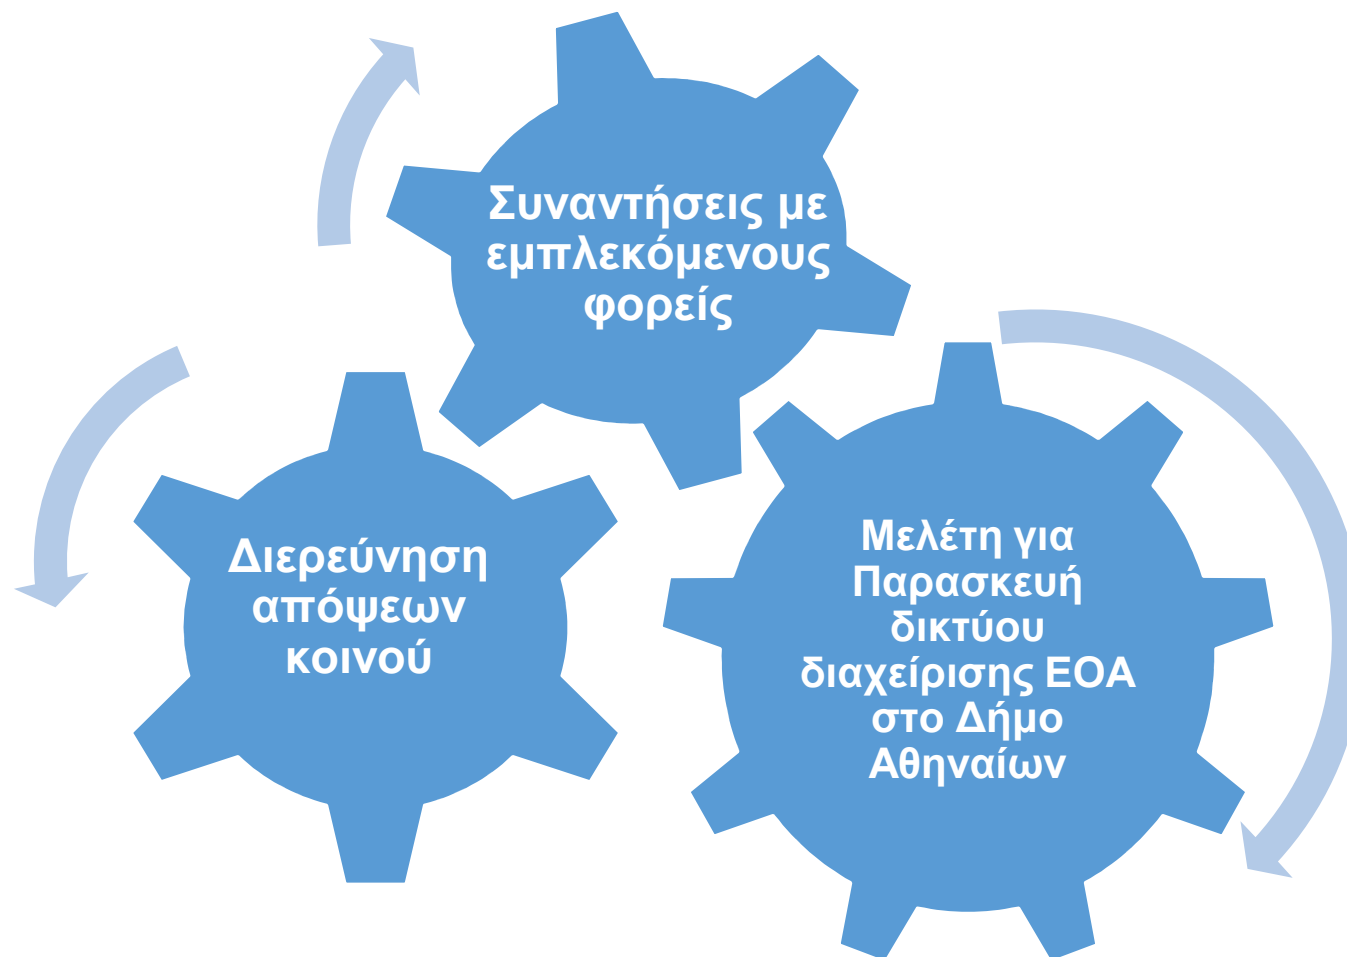 Συναντήσεις με
εμπλεκόμενους
φορείς
Διερεύνηση
απόψεων
κοινού
Μελέτη για
Παρασκευή
δικτύου
διαχείρισης ΕΟΑ
στο Δήμο
Αθηναίων